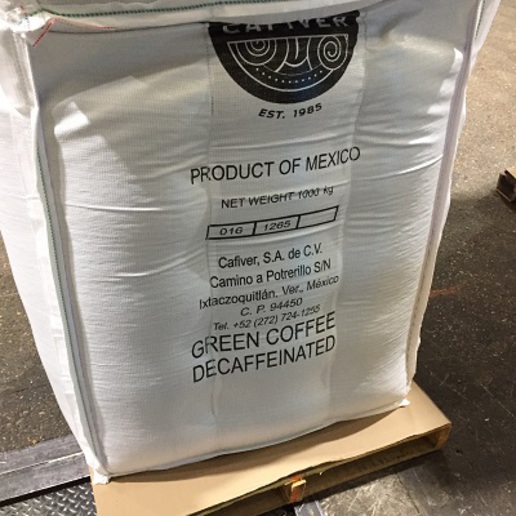 CAFIVER
EST. 1985
PRODUCT OF MEXICO
NET WEIGHT 1000 kg
016 1265
Cafiver, S.A. de C.V.
Camino a Potrerillo S/N
Ixtaczoquitlán. Ver., México
C. P. 94450
Tel. +52 (272) 724-1255
GREEN COFFEE
DECAFFEINATED